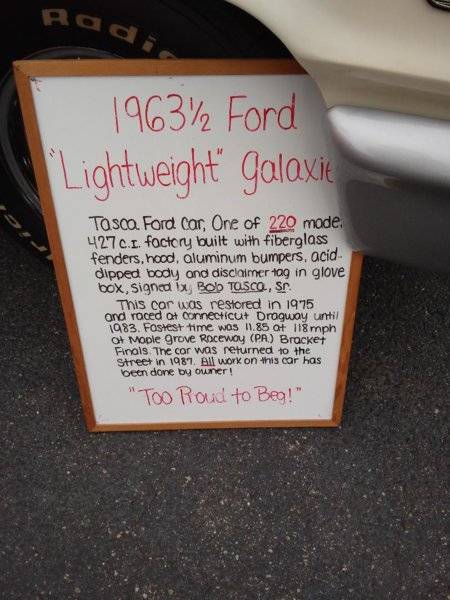 Radi
1963½ Ford
"Lightweight" Galaxie
Tasca Ford Car, One of 220 made.
427 c.i. factory built with fiberglass
fenders, hood, aluminum bumpers, acid-
dipped body and disclaimer tag in glove
box, signed by Bob Tasca, Sr.
This car was restored in 1975
and raced at Connecticut Dragway until
1983. Fastest time was 11.85 at 118 mph
at Maple Grove Raceway (PA.) Bracket
Finals. The car was returned to the
street in 1987. All work on this car has
been done by owner!
"Too Proud to Beg!"